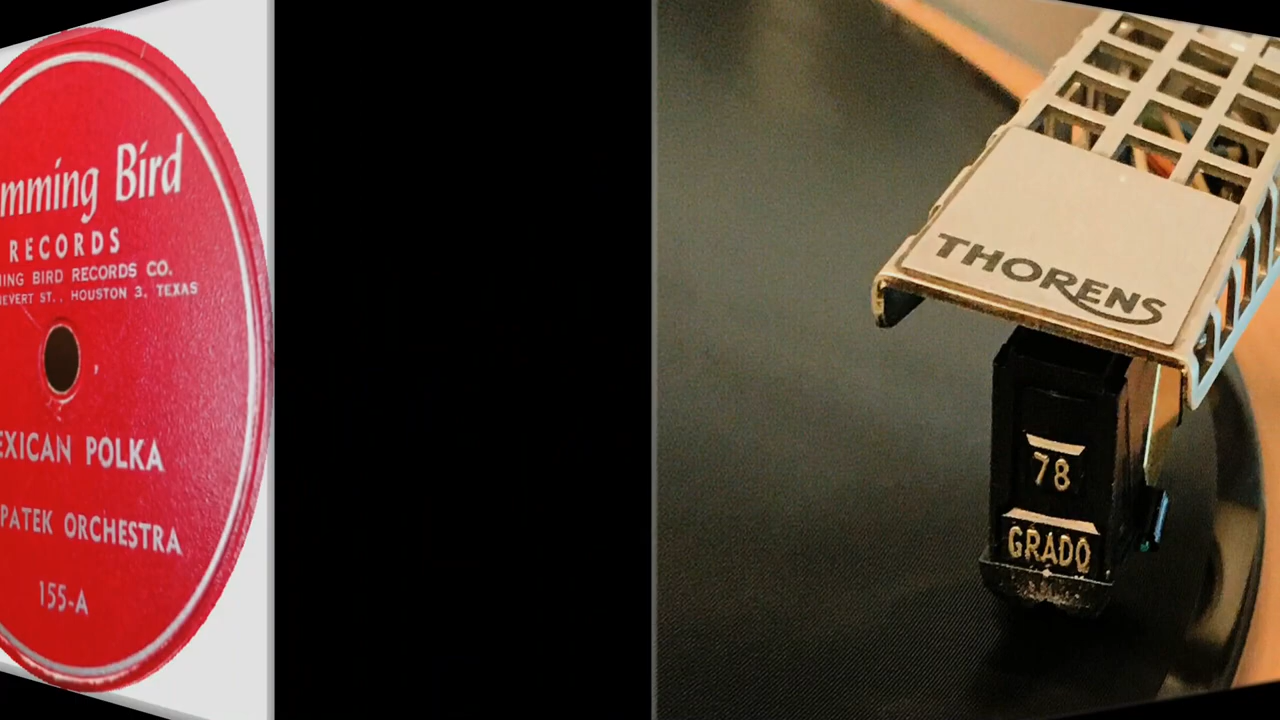 mming Bird
RECORDS
ING BIRD RECORDS CO.
IEVERT ST., HOUSTON 3, TEXAS
EXICAN POLKA
PATEK ORCHESTRA
155-A
THORENS
78
GRADO